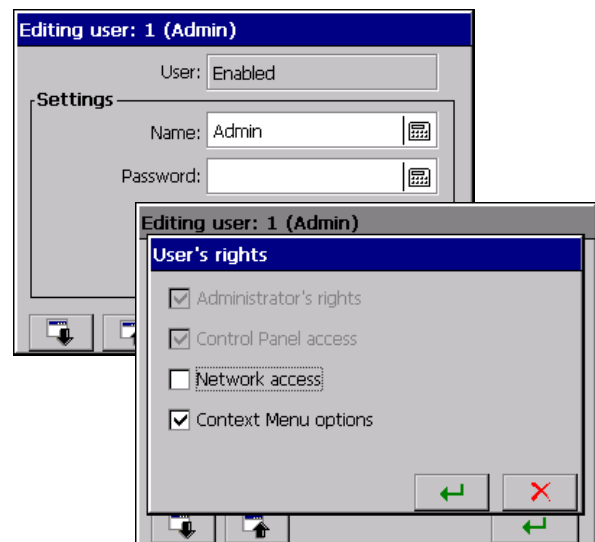 Editing user: 1 (Admin)
User: Enabled
Settings
Name: Admin
Password:
Editing user: 1 (Admin)
User's rights
Administrator's rights
Control Panel access
Network access
Context Menu options